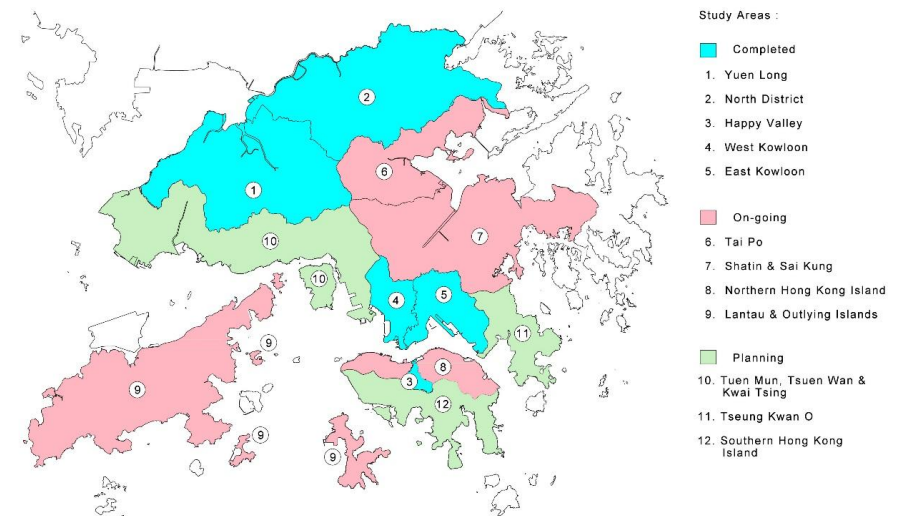 Study Areas :
Completed
1. Yuen Long
2. North District
3. Happy Valley
4. West Kowloon
5. East Kowloon
On-going
6. Tai Po
7. Shatin & Sai Kung
8. Northern Hong Kong Island
9. Lantau & Outlying Islands
Planning
10. Tuen Mun, Tsuen Wan &
Kwai Tsing
11. Tseung Kwan O
12. Southern Hong Kong
Island
2
6
1
7
10
10
4
5
11
9
8
3
9
12
9
9